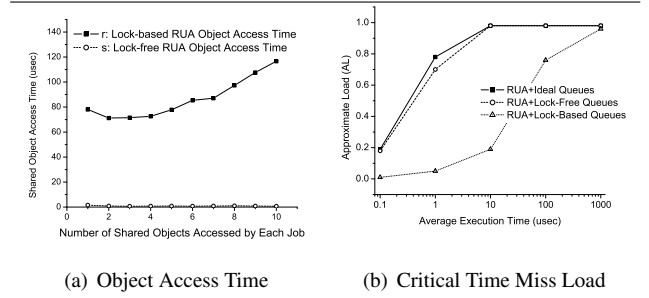 r: Lock-based RUA Object Access Time
s: Lock-free RUA Object Access Time
Shared Object Access Time (usec)
140
120
100
80
60
40
20
0
0 2 4 6 8 10
Number of Shared Objects Accessed by Each Job
(a) Object Access Time
RUA+Ideal Queues
RUA+Lock-Free Queues
RUA+Lock-Based Queues
Approximate Load (AL)
1.0
0.8
0.6
0.4
0.2
0.0
0.1 1 10 100 1000
Average Execution Time (usec)
(b) Critical Time Miss Load